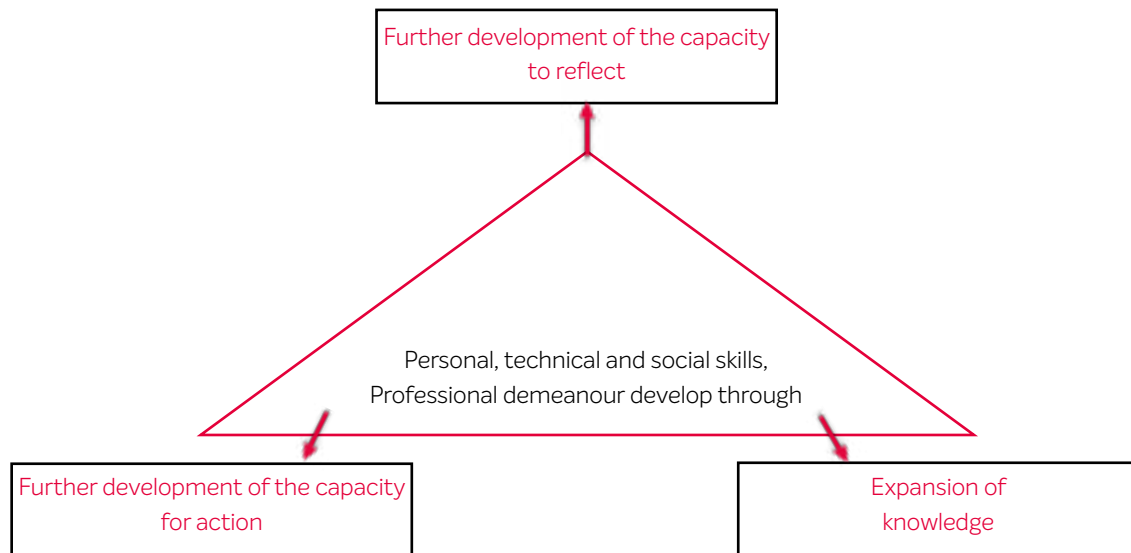 Further development of the capacity
to reflect
Personal, technical and social skills,
Professional demeanour develop through
Further development of the capacity
for action
Expansion of
knowledge